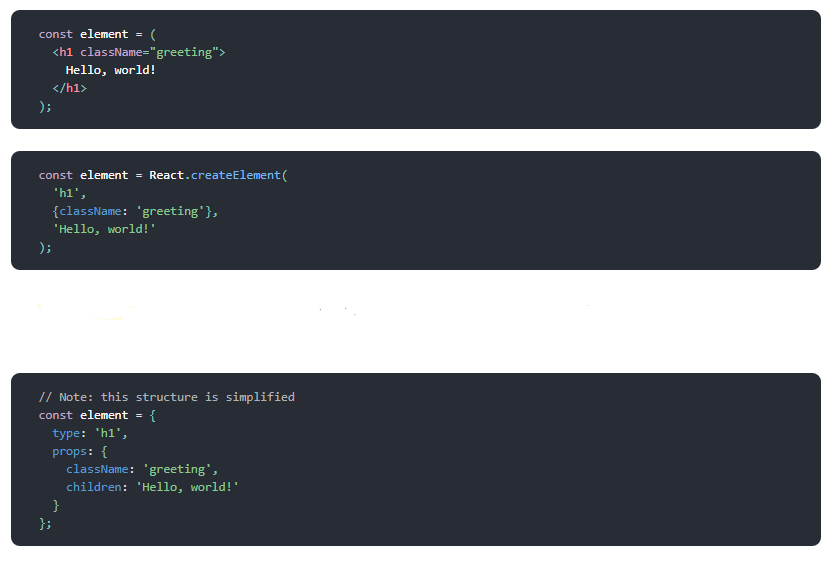 const element = (
  <h1 className="greeting">
    Hello, world!
  </h1>
);
const element = React.createElement(
  'h1',
  {className: 'greeting'},
  'Hello, world!'
);
// Note: this structure is simplified
const element = {
  type: 'h1',
  props: {
    className: 'greeting',
    children: 'Hello, world!'
  }
};